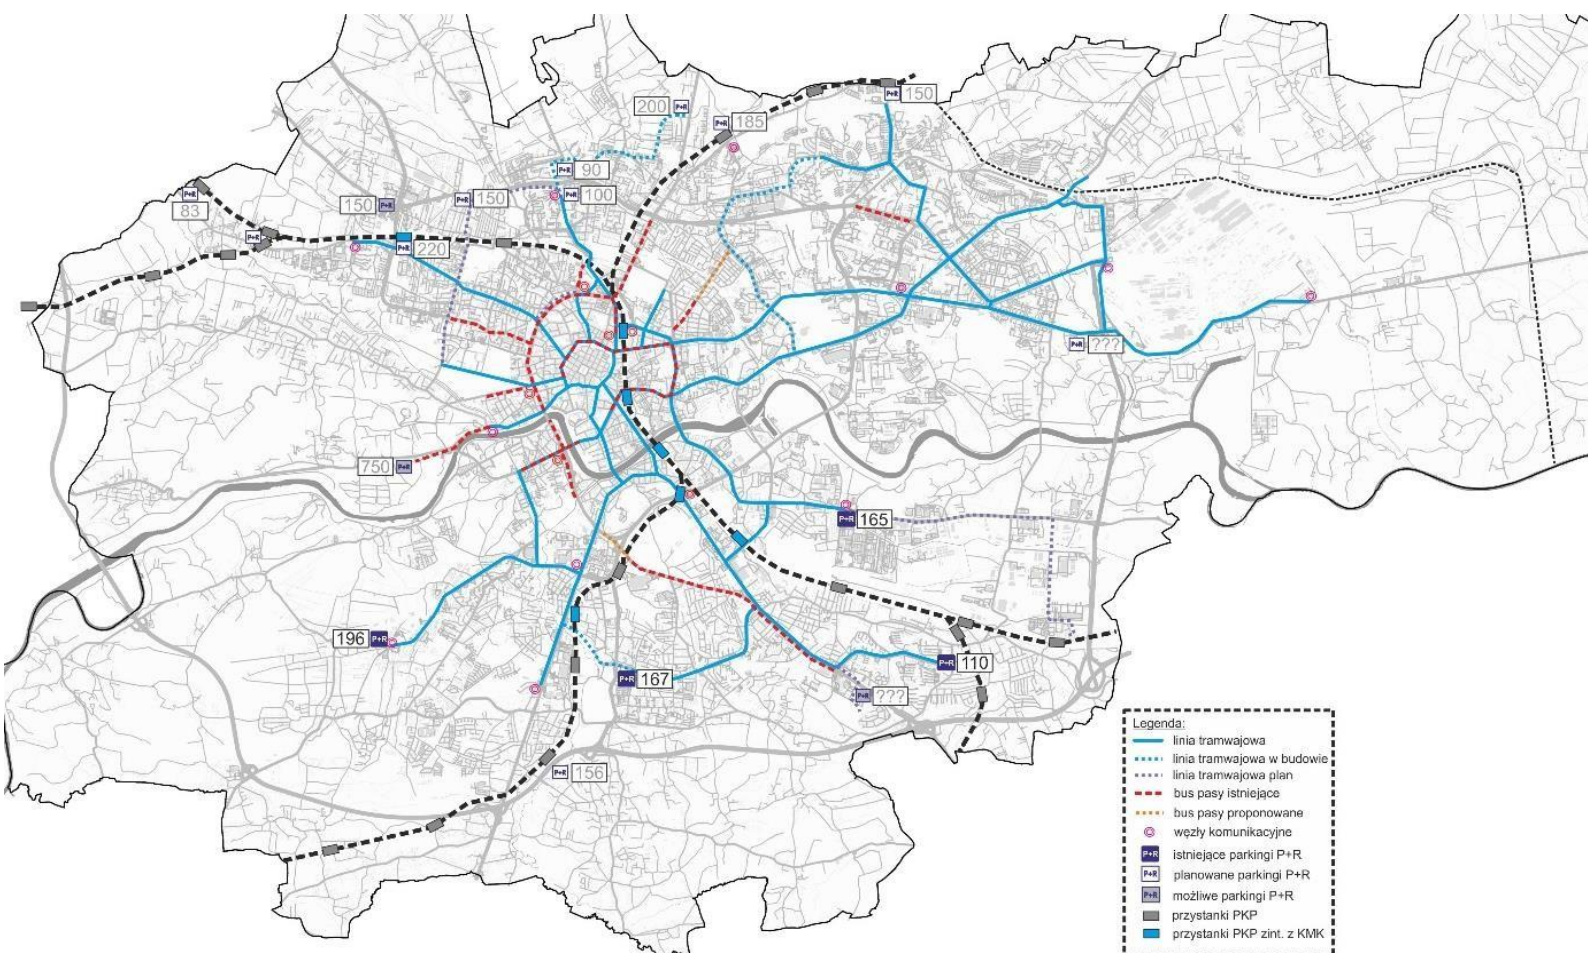 200 P+R
P+R 150
P+R 185
P+R 90
P+R 100
P+R 150
150 P+R
P+R
83
P+R
P+R
220
P+R ???
750 P+R
P+R 165
196 P+R
P+R 167
P+R 110
P+R ???
P+R 156
Legenda:
linia tramwajowa
linia tramwajowa w budowie
linia tramwajowa plan
bus pasy istniejące
bus pasy proponowane
węzły komunikacyjne
P+R istniejące parkingi P+R
P+R planowane parkingi P+R
P+R możliwe parkingi P+R
przystanki PKP
przystanki PKP zint. z KMK